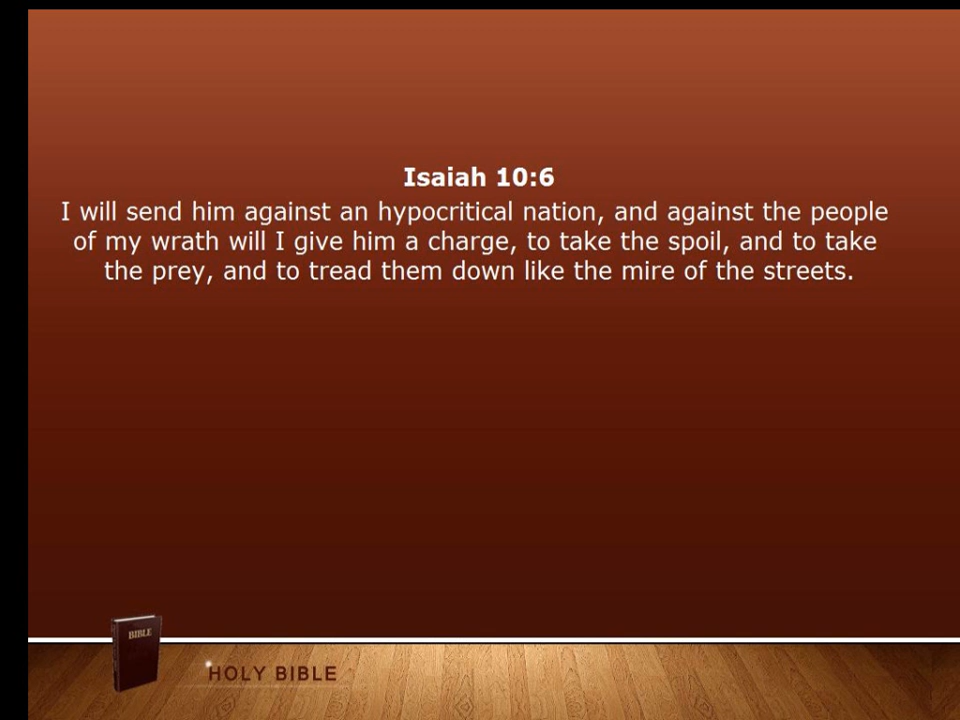 Isaiah 10:6
I will send him against an hypocritical nation, and against the people
of my wrath will I give him a charge, to take the spoil, and to take
the prey, and to tread them down like the mire of the streets.
BIBLE
HOLY BIBLE